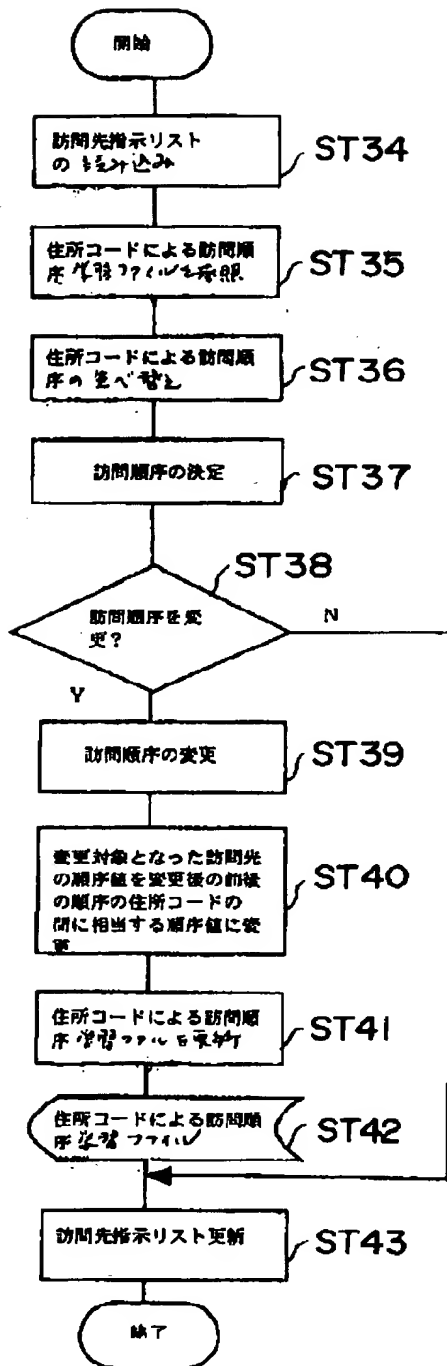 開始
訪問先指示リスト
の読み込み
ST34
住所コードによる訪問順
序学習ファイルを参照
ST35
住所コードによる訪問順
序の並べ替え
ST36
訪問順序の決定
ST37
ST38
訪問順序を変
更?
N
Y
訪問順序の変更
ST39
変更対象となった訪問先
の順序値を変更後の前後
の順序の住所コードの
間に相当する順序値に変
更
ST40
住所コードによる訪問順
序学習ファイルを更新
ST41
住所コードによる訪問順
序学習ファイル
ST42
訪問先指示リスト更新
ST43
終了